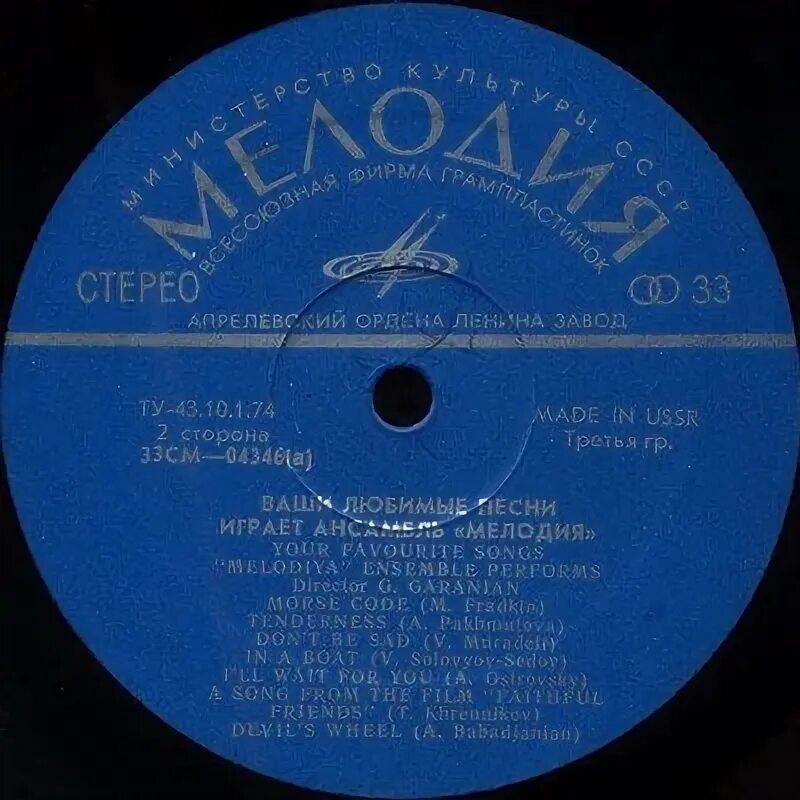 МИНИСТЕРСТВО КУЛЬТУРЫ СССР
МЕЛОДИЯ
ВСЕСОЮЗНАЯ ФИРМА ГРАМПЛАСТИНОК
СТЕРЕО
33
АПРЕЛЕВСКИЙ ОРДЕНА ЛЕНИНА ЗАВОД
ТУ-43.10.1.74
MADE IN USSR
2 сторона
Третья гр.
33СМ—04346(а)
ВАШИ ЛЮБИМЫЕ ПЕСНИ
ИГРАЕТ АНСАМБЛЬ «МЕЛОДИЯ»
YOUR FAVOURITE SONGS
"MELODIYA" ENSEMBLE PERFORMS
Director G. GARANIAN
MORSE CODE (M. Fradkin)
TENDERNESS (A. Pakhmutova)
DON'T BE SAD (V. Muradeli)
IN A BOAT (V. Solovyov-Sedoy)
I'LL WAIT FOR YOU (A. Ostrovsky)
A SONG FROM THE FILM "FAITHFUL
FRIENDS" (T. Khrennikov)
DEVIL'S WHEEL (A. Babadjanian)